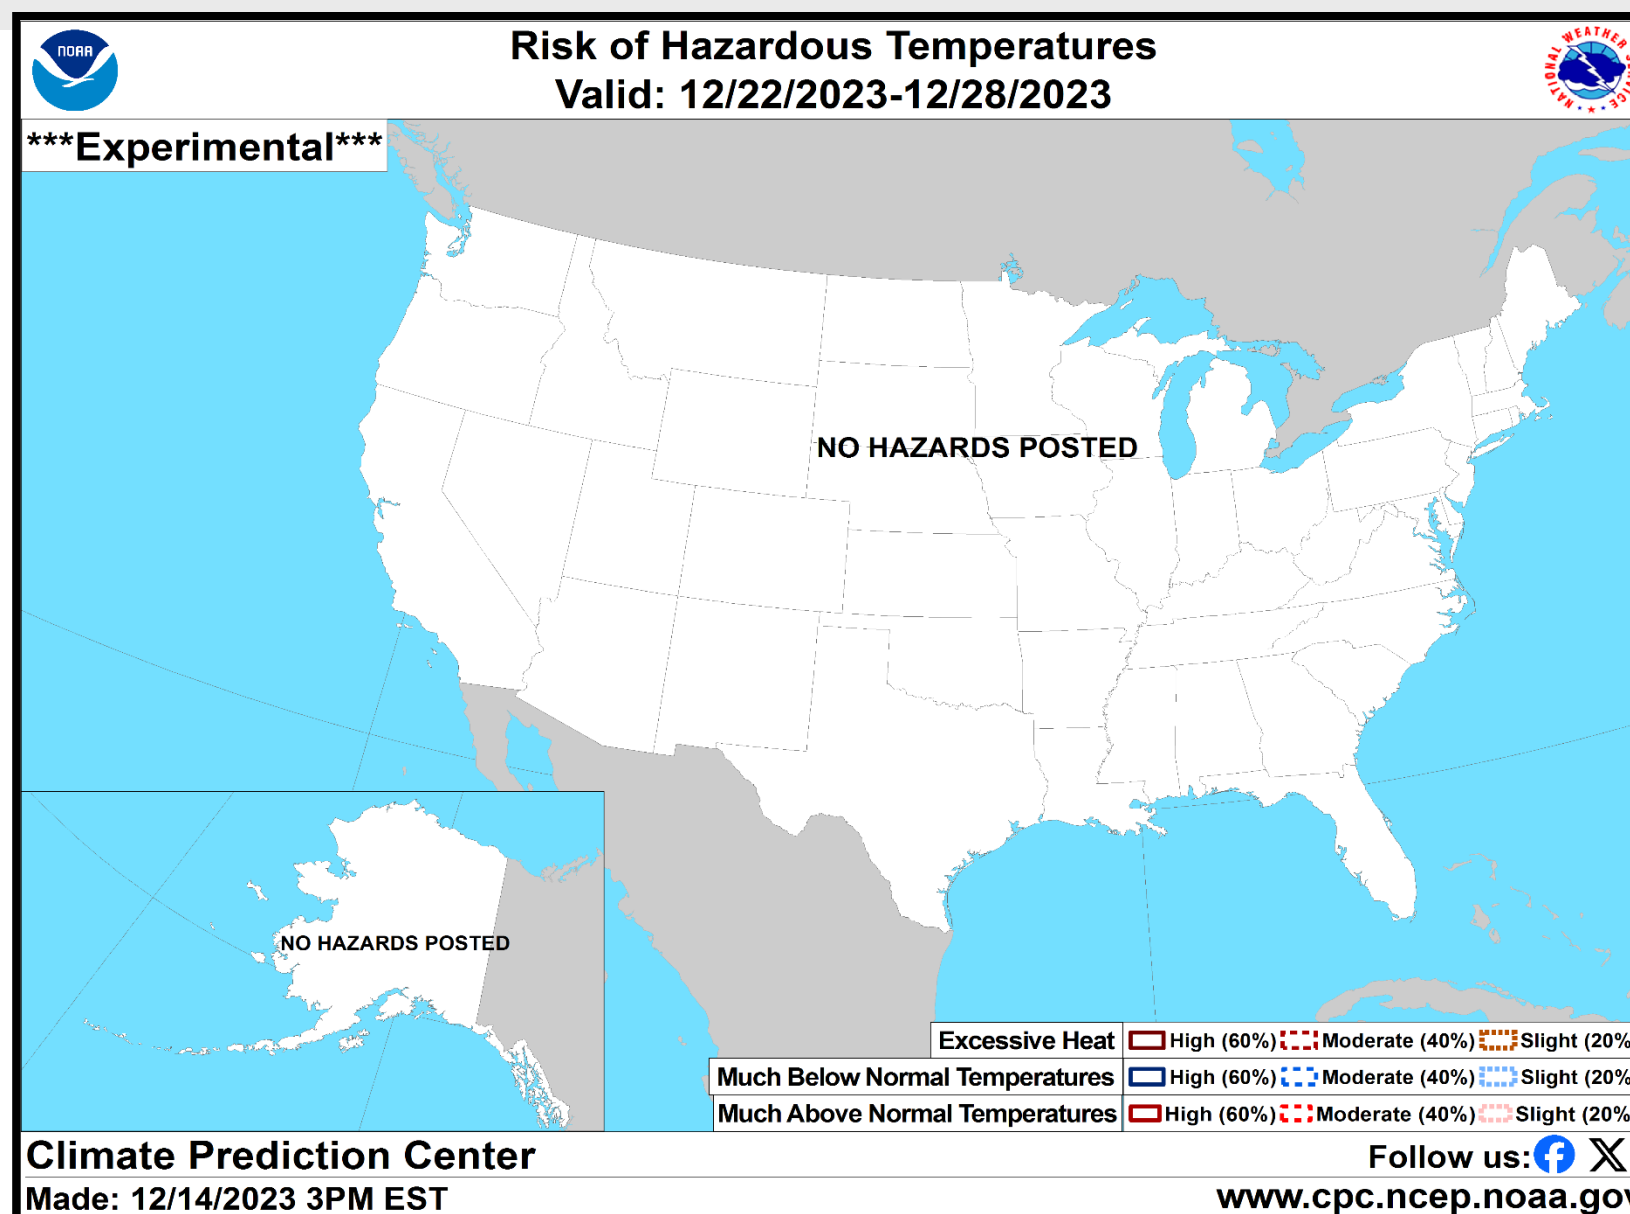 NOAA
Risk of Hazardous Temperatures
Valid: 12/22/2023-12/28/2023
NATIONAL WEATHER SERVICE
***Experimental***
NO HAZARDS POSTED
NO HAZARDS POSTED
Excessive Heat High (60%) Moderate (40%) Slight (20%
Much Below Normal Temperatures High (60%) Moderate (40%) Slight (20%
Much Above Normal Temperatures High (60%) Moderate (40%) Slight (20%
Climate Prediction Center
Follow us:
Made: 12/14/2023 3PM EST
www.cpc.ncep.noaa.gov